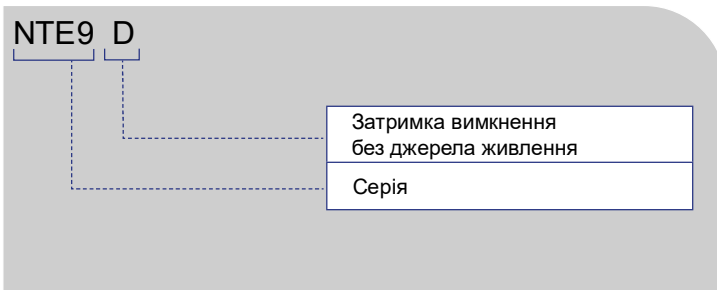 NTE9 D
Затримка вимкнення
без джерела живлення
Серія